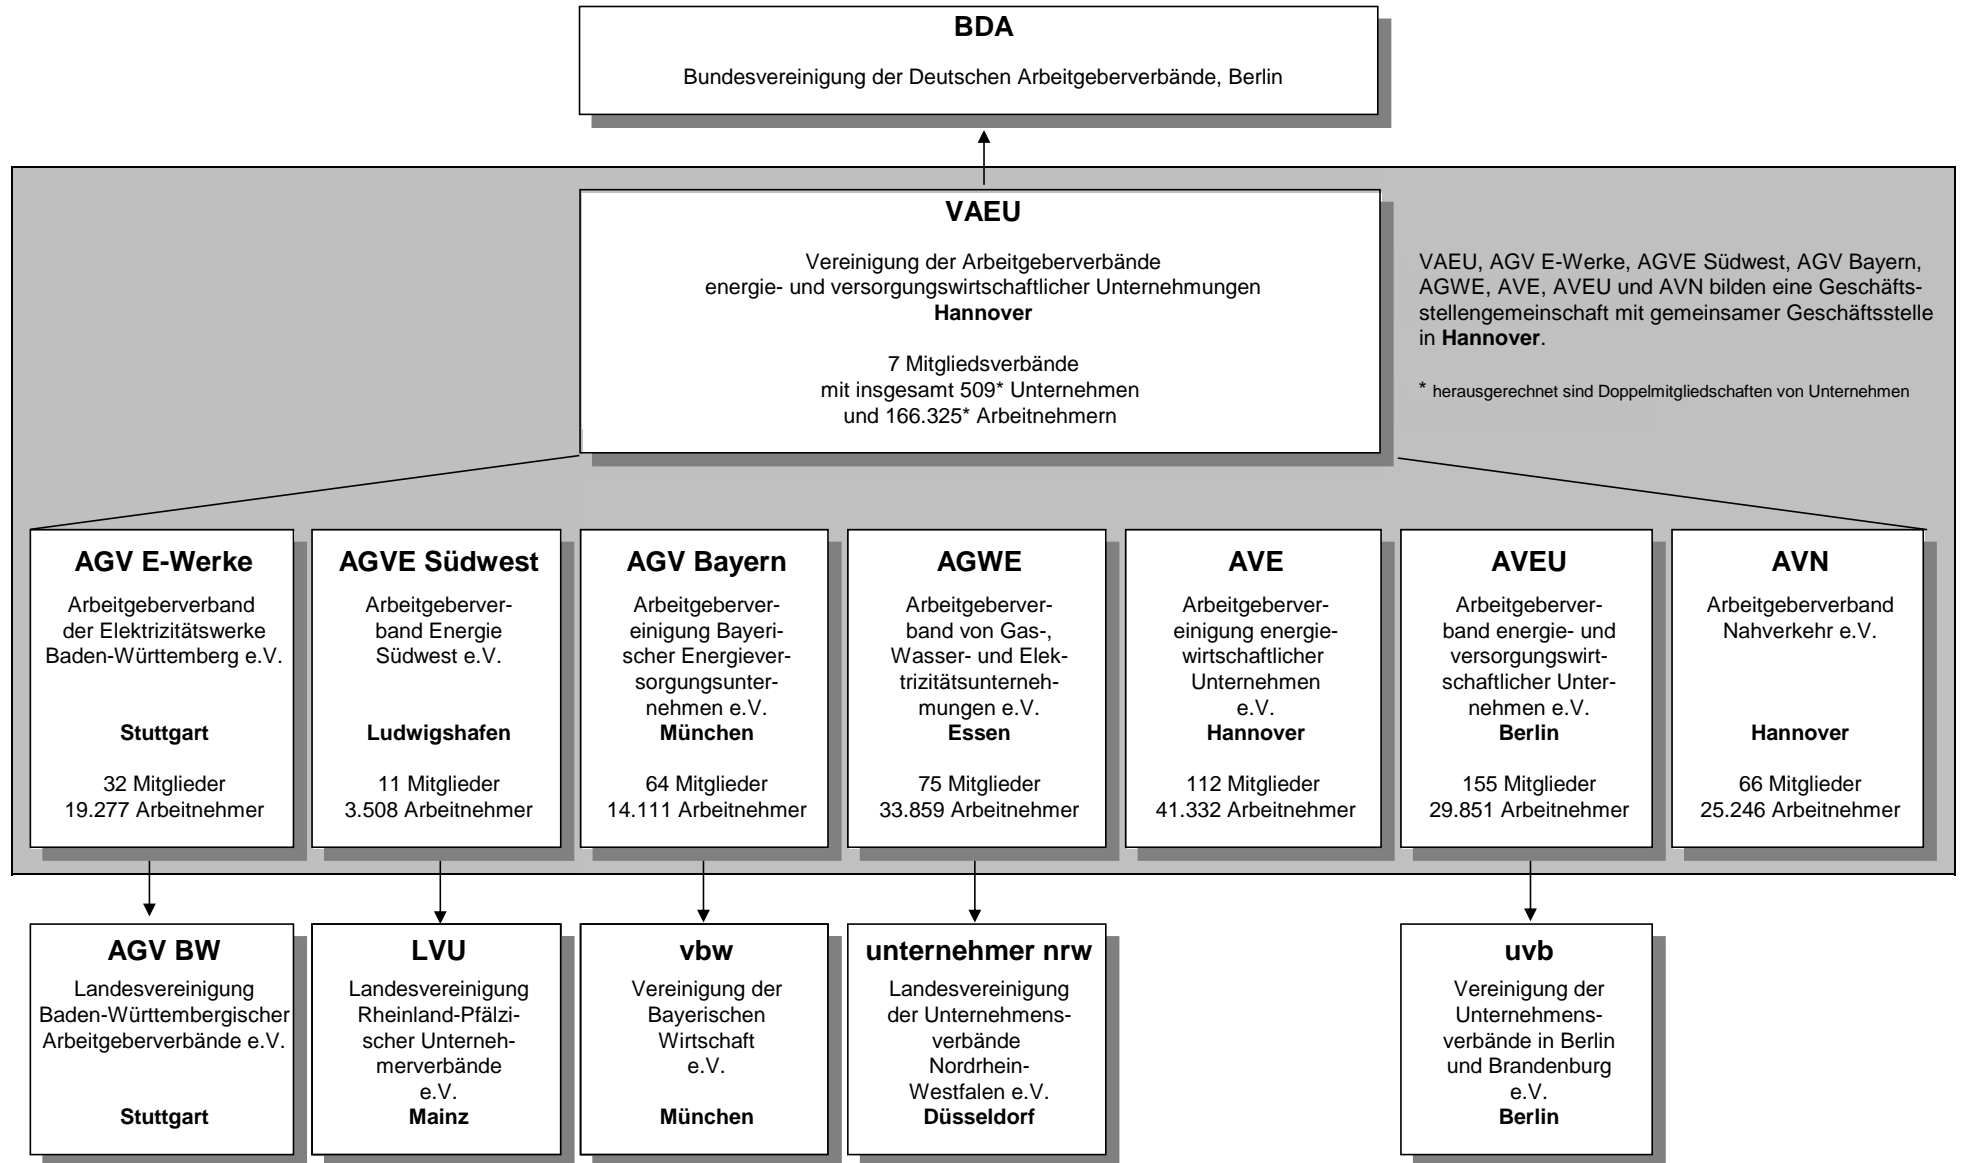 BDA
Bundesvereinigung der Deutschen Arbeitgeberverbände, Berlin
VAEU
Vereinigung der Arbeitgeberverbände
energie- und versorgungswirtschaftlicher Unternehmungen
Hannover
7 Mitgliedsverbände
mit insgesamt 509* Unternehmen
und 166.325* Arbeitnehmern
VAEU, AGV E-Werke, AGVE Südwest, AGV Bayern,
AGWE, AVE, AVEU und AVN bilden eine Geschäfts-
stellengemeinschaft mit gemeinsamer Geschäftsstelle
in Hannover.
* herausgerechnet sind Doppelmitgliedschaften von Unternehmen
AGV E-Werke
Arbeitgeberverband
der Elektrizitätswerke
Baden-Württemberg e.V.
Stuttgart
32 Mitglieder
19.277 Arbeitnehmer
AGVE Südwest
Arbeitgeberver-
band Energie
Südwest e.V.
Ludwigshafen
11 Mitglieder
3.508 Arbeitnehmer
AGV Bayern
Arbeitgeberver-
einigung Bayeri-
scher Energiever-
sorgungsunter-
nehmen e.V.
München
64 Mitglieder
14.111 Arbeitnehmer
AGWE
Arbeitgeberver-
band von Gas-,
Wasser- und Elek-
trizitätsunterneh-
mungen e.V.
Essen
75 Mitglieder
33.859 Arbeitnehmer
AVE
Arbeitgeberver-
einigung energie-
wirtschaftlicher
Unternehmen
e.V.
Hannover
112 Mitglieder
41.332 Arbeitnehmer
AVEU
Arbeitgeberver-
band energie- und
versorgungswirt-
schaftlicher Unter-
nehmen e.V.
Berlin
155 Mitglieder
29.851 Arbeitnehmer
AVN
Arbeitgeberverband
Nahverkehr e.V.
Hannover
66 Mitglieder
25.246 Arbeitnehmer
AGV BW
Landesvereinigung
Baden-Württembergischer
Arbeitgeberverbände e.V.
Stuttgart
LVU
Landesvereinigung
Rheinland-Pfälzi-
scher Unterneh-
merverbände
e.V.
Mainz
vbw
Vereinigung der
Bayerischen
Wirtschaft
e.V.
München
unternehmer nrw
Landesvereinigung
der Unternehmens-
verbände
Nordrhein-
Westfalen e.V.
Düsseldorf
uvb
Vereinigung der
Unternehmens-
verbände in Berlin
und Brandenburg
e.V.
Berlin